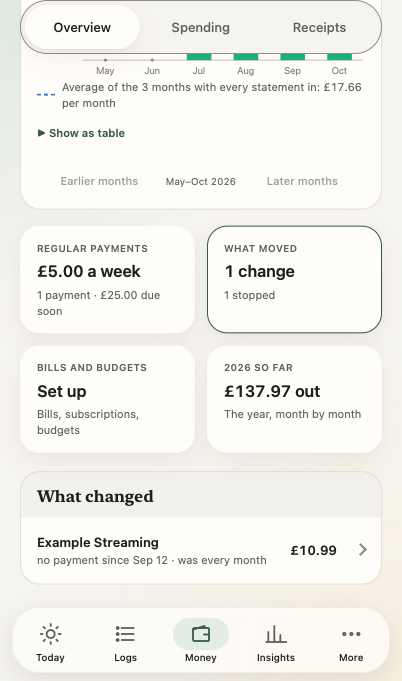 Overview
Spending
Receipts
May
Jun
Jul
Aug
Sep
Oct
Average of the 3 months with every statement in: £17.66
per month
Show as table
Earlier months
May–Oct 2026
Later months
REGULAR PAYMENTS
£5.00 a week
1 payment · £25.00 due
soon
WHAT MOVED
1 change
1 stopped
BILLS AND BUDGETS
Set up
Bills, subscriptions,
budgets
2026 SO FAR
£137.97 out
The year, month by month
What changed
Example Streaming
no payment since Sep 12 · was every month
£10.99
Today
Logs
Money
Insights
More